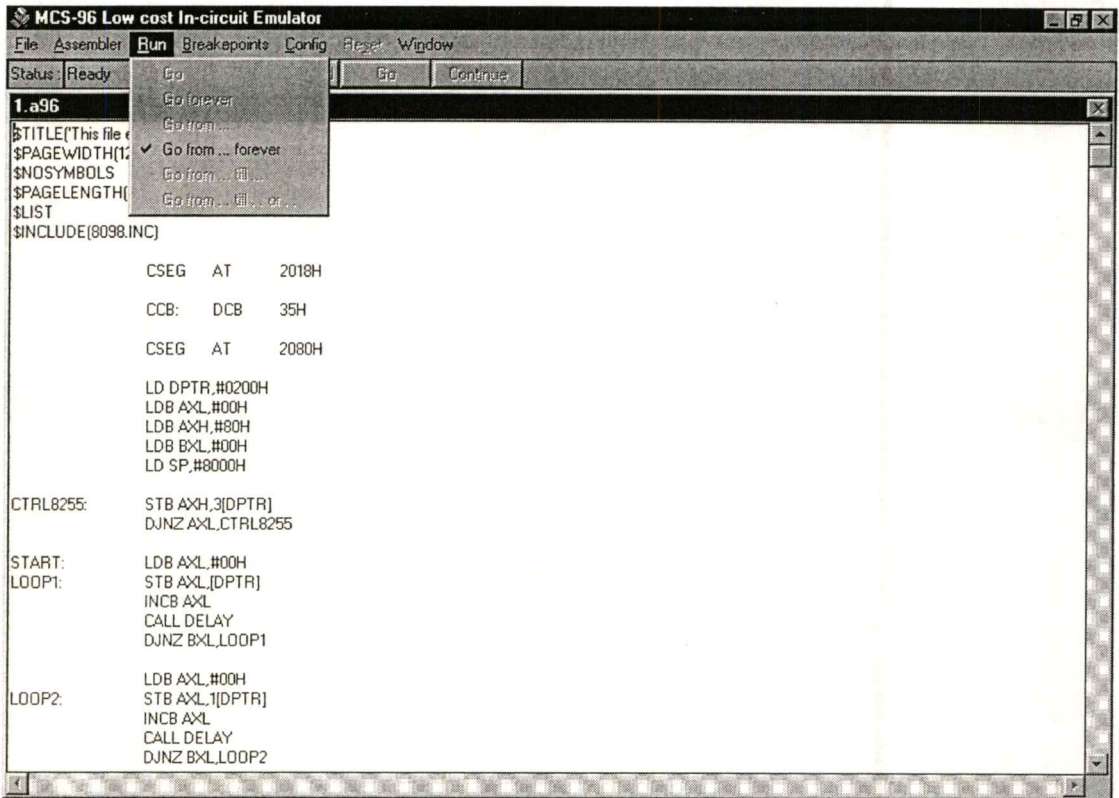 MCS-96 Low cost In-circuit Emulator
File Assembler Run Breakepoints Config Reset Window
Status: Ready Go Continue
Go
Go forever
Go from ...
✓ Go from ... forever
Go from ... till ...
Go from ... till ... or ...
1.a96
$TITLE('This file
$PAGEWIDTH(12
$NOSYMBOLS
$PAGELENGTH(
$LIST
$INCLUDE(8098.INC)
CSEG AT 2018H
CCB: DCB 35H
CSEG AT 2080H
LD DPTR,#0200H
LDB AXL,#00H
LDB AXH,#80H
LDB BXL,#00H
LD SP,#8000H
CTRL8255: STB AXH,3[DPTR]
DJNZ AXL,CTRL8255
START: LDB AXL,#00H
LOOP1: STB AXL,[DPTR]
INCB AXL
CALL DELAY
DJNZ BXL,LOOP1
LDB AXL,#00H
LOOP2: STB AXL,1[DPTR]
INCB AXL
CALL DELAY
DJNZ BXL,LOOP2